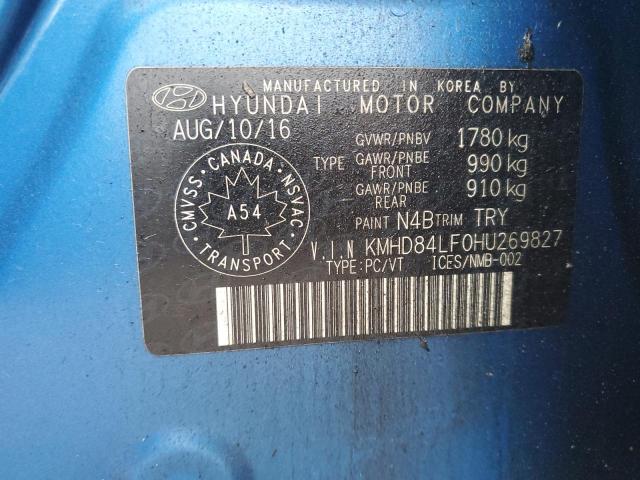 MANUFACTURED IN KOREA BY
HYUNDAI MOTOR COMPANY
AUG/10/16
GVWR/PNBV 1780 kg
TYPE GAWR/PNBE FRONT 990 kg
GAWR/PNBE REAR 910 kg
PAINT N4B TRIM TRY
V.I.N KMHD84LF0HU269827
TYPE:PC/VT ICES/NMB-002
CMVSS · CANADA · NSVAC
A54
TRANSPORT